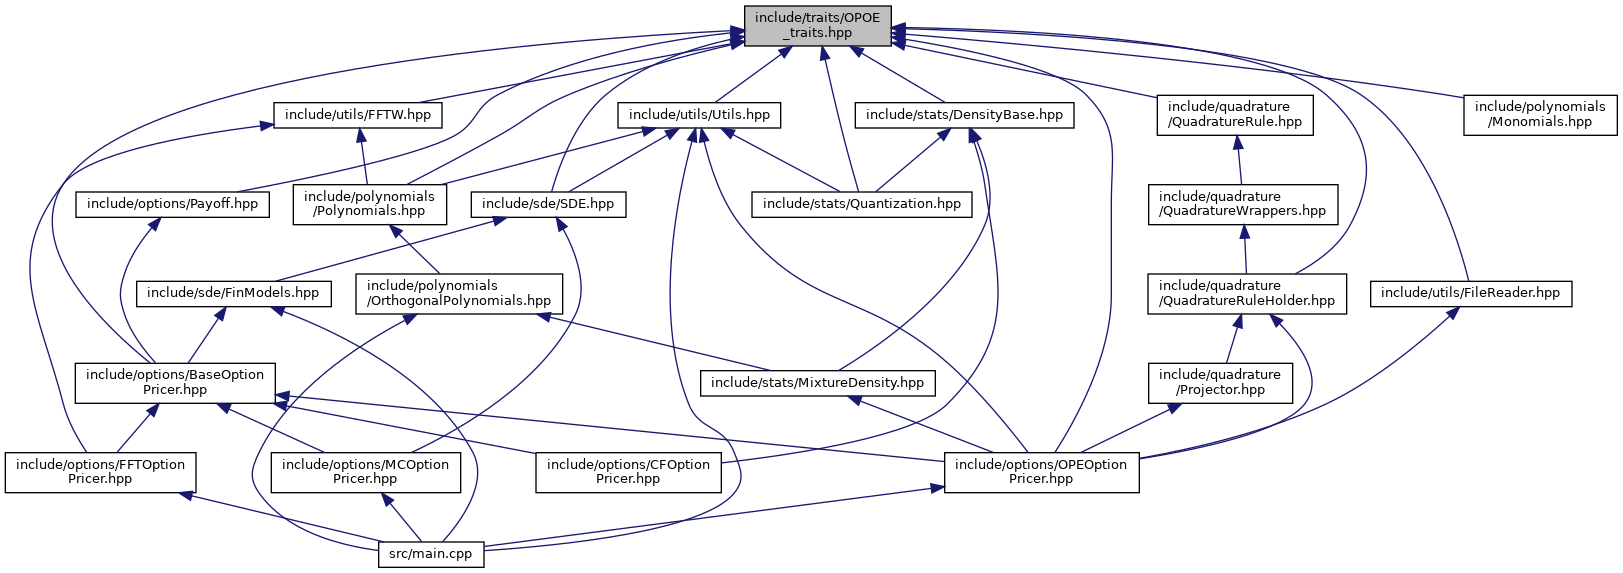 include/traits/OPOE
_traits.hpp
include/utils/FFTW.hpp
include/utils/Utils.hpp
include/stats/DensityBase.hpp
include/quadrature
/QuadratureRule.hpp
include/polynomials
/Monomials.hpp
include/options/Payoff.hpp
include/polynomials
/Polynomials.hpp
include/sde/SDE.hpp
include/stats/Quantization.hpp
include/quadrature
/QuadratureWrappers.hpp
include/sde/FinModels.hpp
include/polynomials
/OrthogonalPolynomials.hpp
include/quadrature
/QuadratureRuleHolder.hpp
include/utils/FileReader.hpp
include/options/BaseOption
Pricer.hpp
include/stats/MixtureDensity.hpp
include/quadrature
/Projector.hpp
include/options/FFTOption
Pricer.hpp
include/options/MCOption
Pricer.hpp
include/options/CFOption
Pricer.hpp
include/options/OPEOption
Pricer.hpp
src/main.cpp